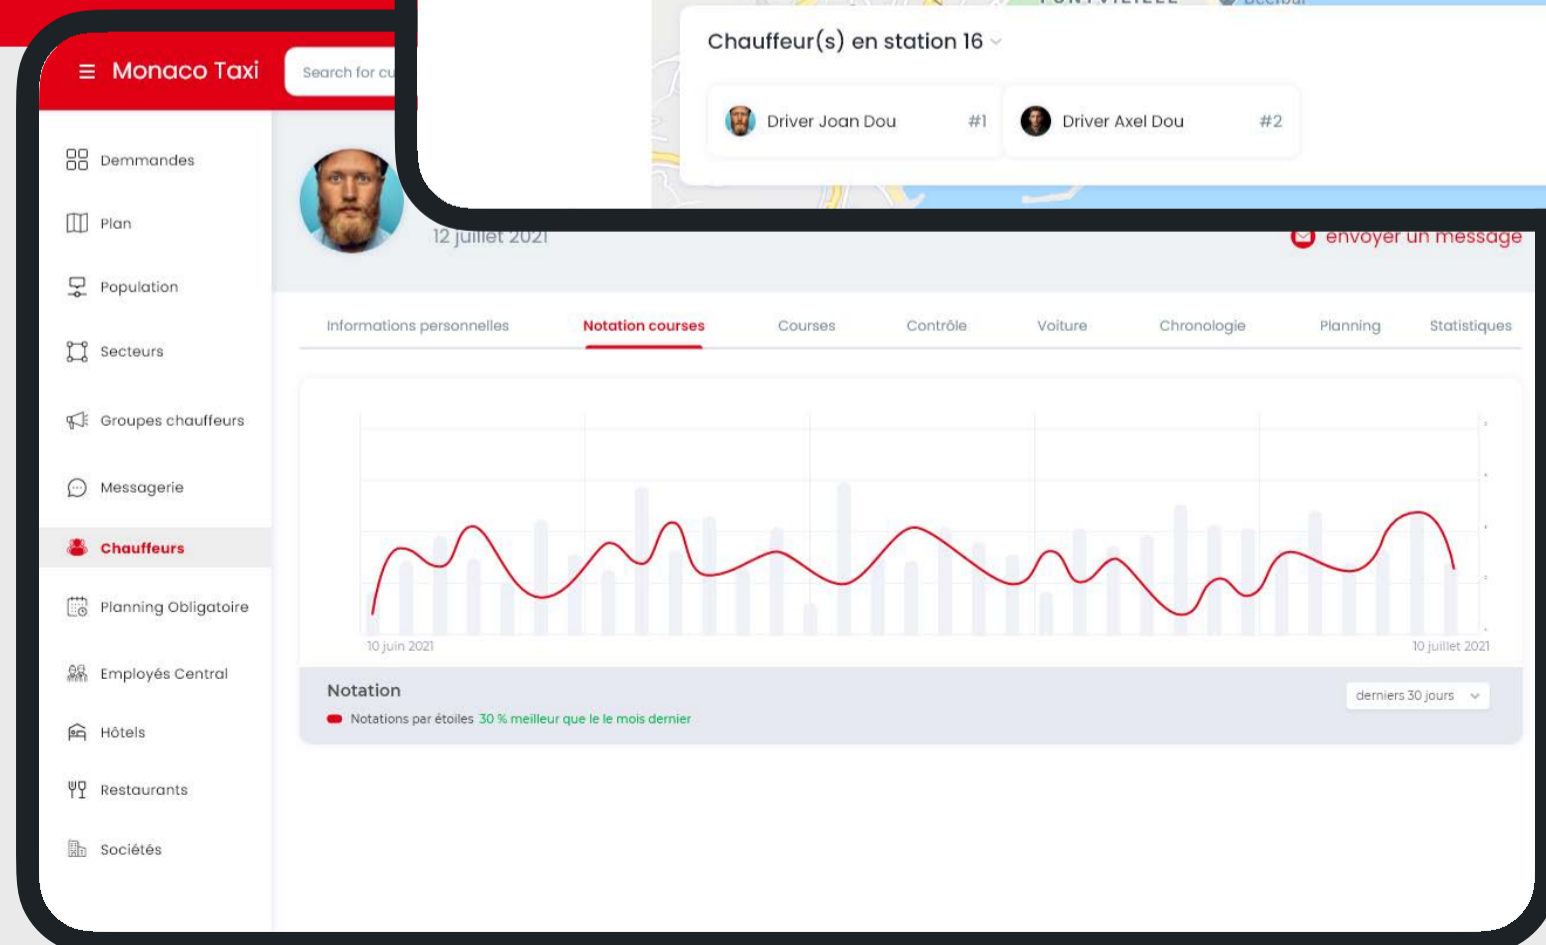 Chauffeur(s) en station 16
Driver Joan Dou #1
Driver Axel Dou #2
Monaco Taxi
Search for cu
Demmandes
Plan
Population
Secteurs
Groupes chauffeurs
Messagerie
Chauffeurs
Planning Obligatoire
Employés Central
Hôtels
Restaurants
Sociétés
12 juillet 2021
envoyer un message
Informations personnelles Notation courses Courses Contrôle Voiture Chronologie Planning Statistiques
10 juin 2021 10 juillet 2021
Notation
derniers 30 jours
Notations par étoiles 30 % meilleur que le le mois dernier